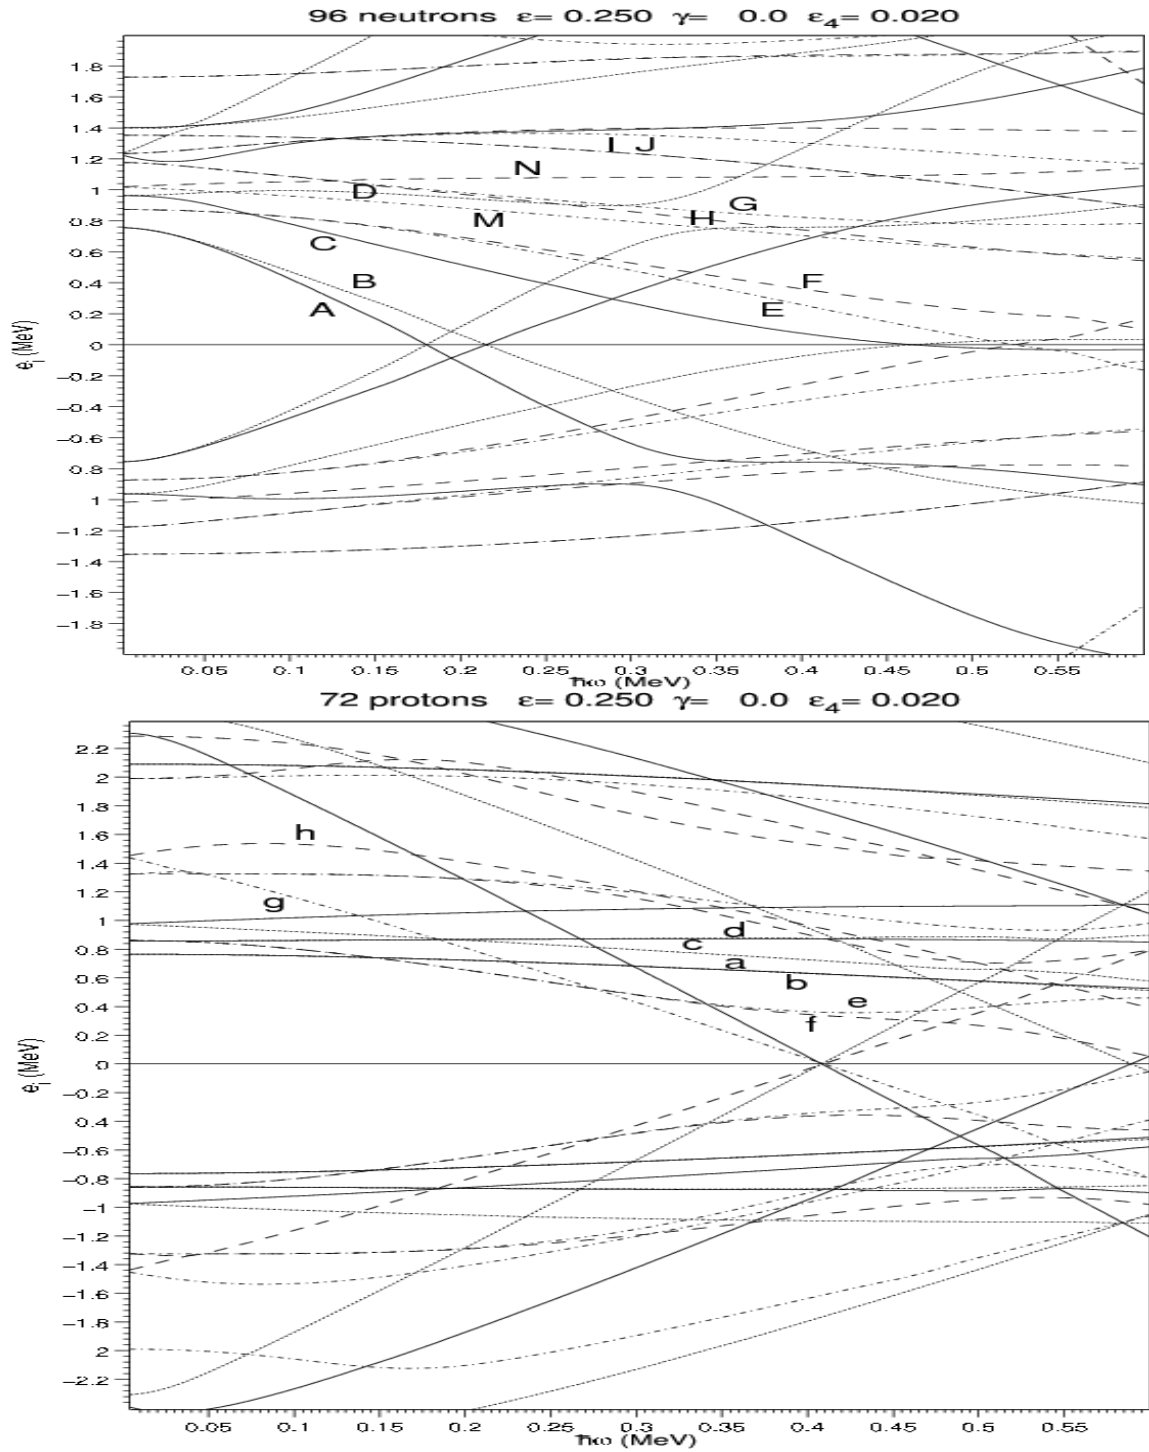 96 neutrons ε= 0.250 γ= 0.0 ε₄= 0.020
1.8
1.6
1.4
I J
1.2
N
1
D
G
H
M
0.8
C
0.6
B
F
0.4
A
E
0.2
0
−0.2
−0.4
−0.6
0.8
1
−1.2
−1.4
−1.6
−1.8
eᵢ (MeV)
0.05 0.1 0.15 0.2 0.25 0.3 0.35 0.4 0.45 0.5 0.55
ħω (MeV)
72 protons ε= 0.250 γ= 0.0 ε₄= 0.020
2.2
2
1.8
1.6
h
1.4
1.2
g
1
d
c
0.8
a
0.6
b
e
0.4
f
0.2
0
−0.2
−0.4
−0.6
−0.8
−1
−1.2
−1.4
−1.6
−1.8
2
−2.2
eᵢ (MeV)
0.05 0.1 0.15 0.2 0.25 0.3 0.35 0.4 0.45 0.5 0.55
ħω (MeV)